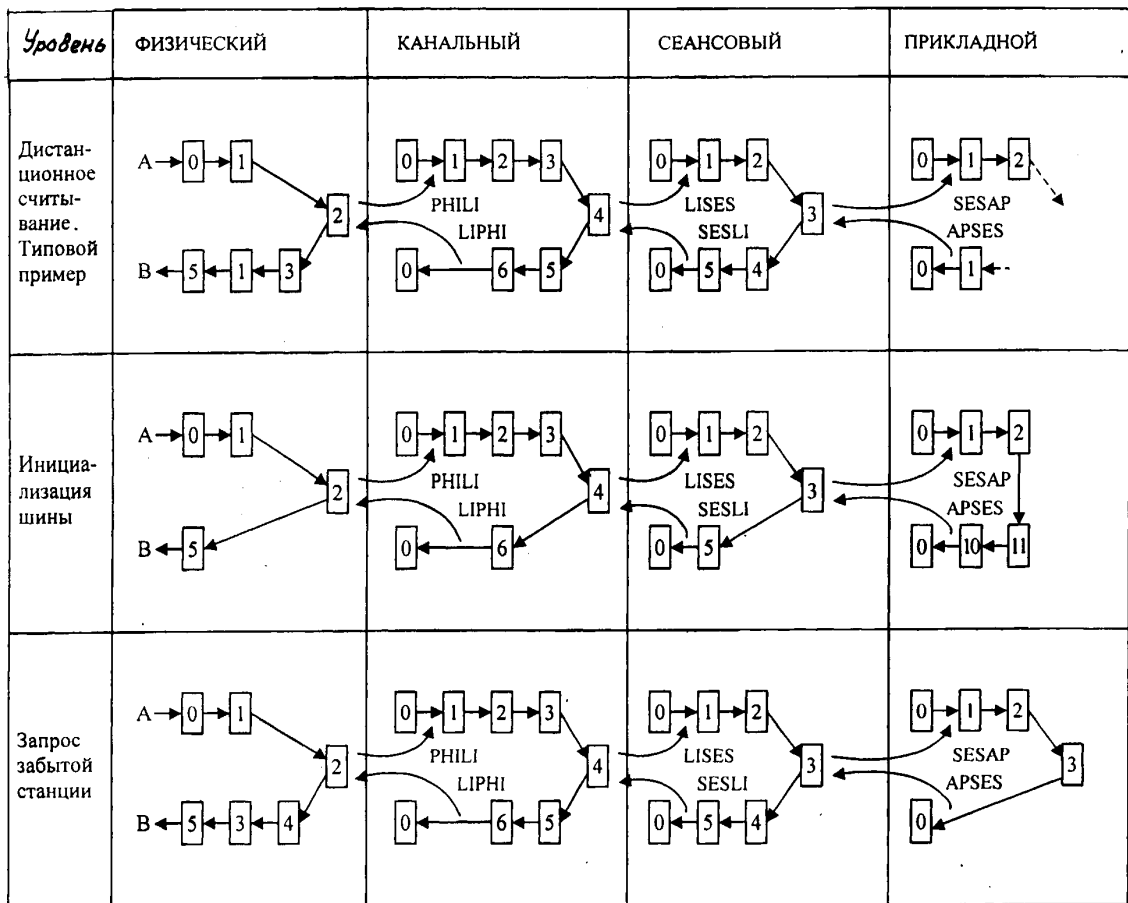 Уровень ФИЗИЧЕСКИЙ КАНАЛЬНЫЙ СЕАНСОВЫЙ ПРИКЛАДНОЙ
Дистан-
ционное
считы-
вание.
Типовой
пример
A 0 1 0 1 2 3 0 1 2 0 1 2
2 PHILI 4 LISES 3 SESAP
LIPHI SESLI APSES
B 5 1 3 0 6 5 0 5 4 0 1
Инициа-
лизация
шины
A 0 1 0 1 2 3 0 1 2 0 1 2
2 PHILI 4 LISES 3 SESAP
LIPHI SESLI APSES
B 5 0 6 0 5 0 10 11
Запрос
забытой
станции
A 0 1 0 1 2 3 0 1 2 0 1 2
2 PHILI 4 LISES 3 SESAP 3
LIPHI SESLI APSES
B 5 3 4 0 6 5 0 5 4 0